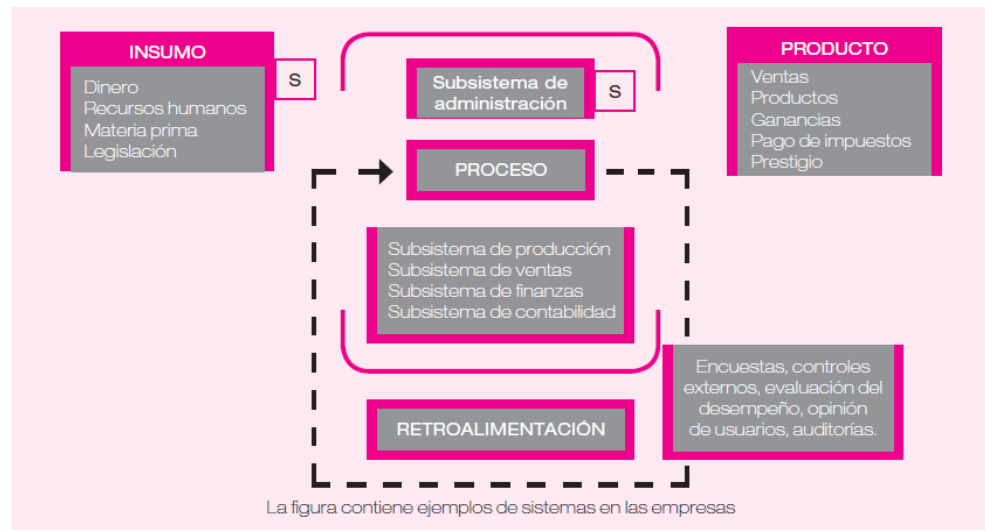 INSUMO
Dinero
Recursos humanos
Materia prima
Legislación
S
Subsistema de
administración
S
PRODUCTO
Ventas
Productos
Ganancias
Pago de impuestos
Prestigio
PROCESO
Subsistema de producción
Subsistema de ventas
Subsistema de finanzas
Subsistema de contabilidad
Encuestas, controles
externos, evaluación del
desempeño, opinión
de usuarios, auditorías.
RETROALIMENTACIÓN
La figura contiene ejemplos de sistemas en las empresas